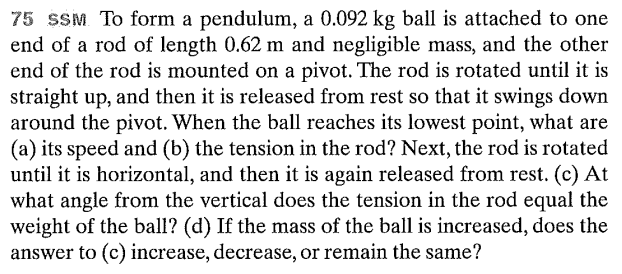 75 SSM To form a pendulum, a 0.092 kg ball is attached to one
end of a rod of length 0.62 m and negligible mass, and the other
end of the rod is mounted on a pivot. The rod is rotated until it is
straight up, and then it is released from rest so that it swings down
around the pivot. When the ball reaches its lowest point, what are
(a) its speed and (b) the tension in the rod? Next, the rod is rotated
until it is horizontal, and then it is again released from rest. (c) At
what angle from the vertical does the tension in the rod equal the
weight of the ball? (d) If the mass of the ball is increased, does the
answer to (c) increase, decrease, or remain the same?